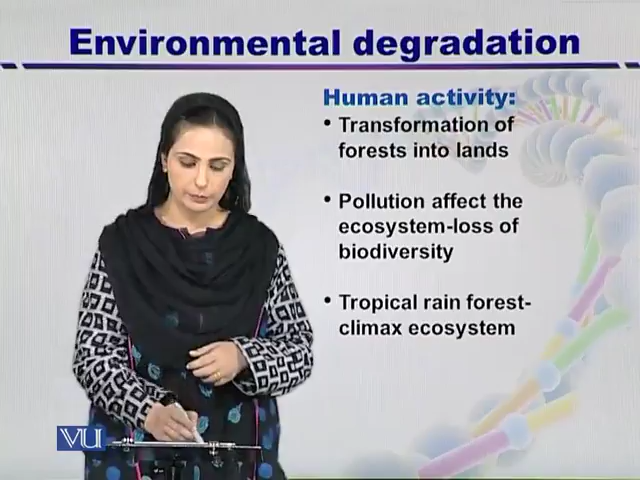 Environmental degradation
Human activity:
• Transformation of
forests into lands
• Pollution affect the
ecosystem-loss of
biodiversity
• Tropical rain forest-
climax ecosystem
VU